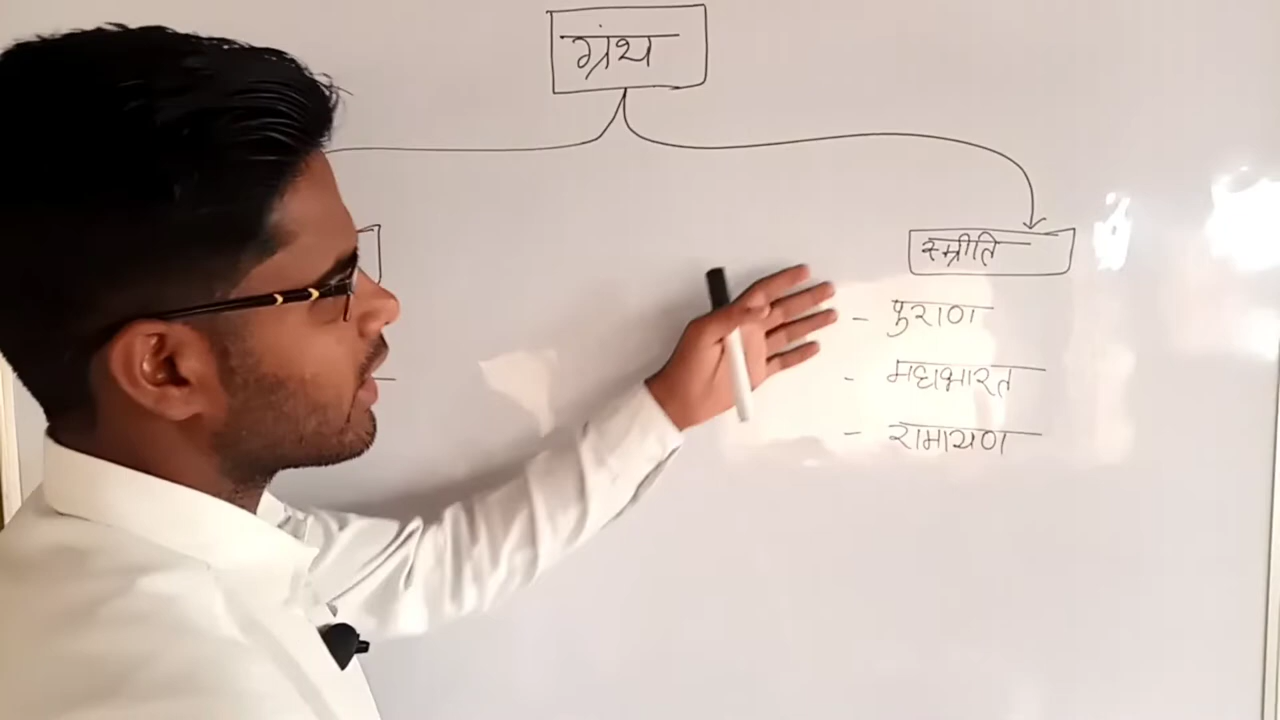 ग्रंथ
स्म्रीति
- पुराण
- महाभारत
- रामायण